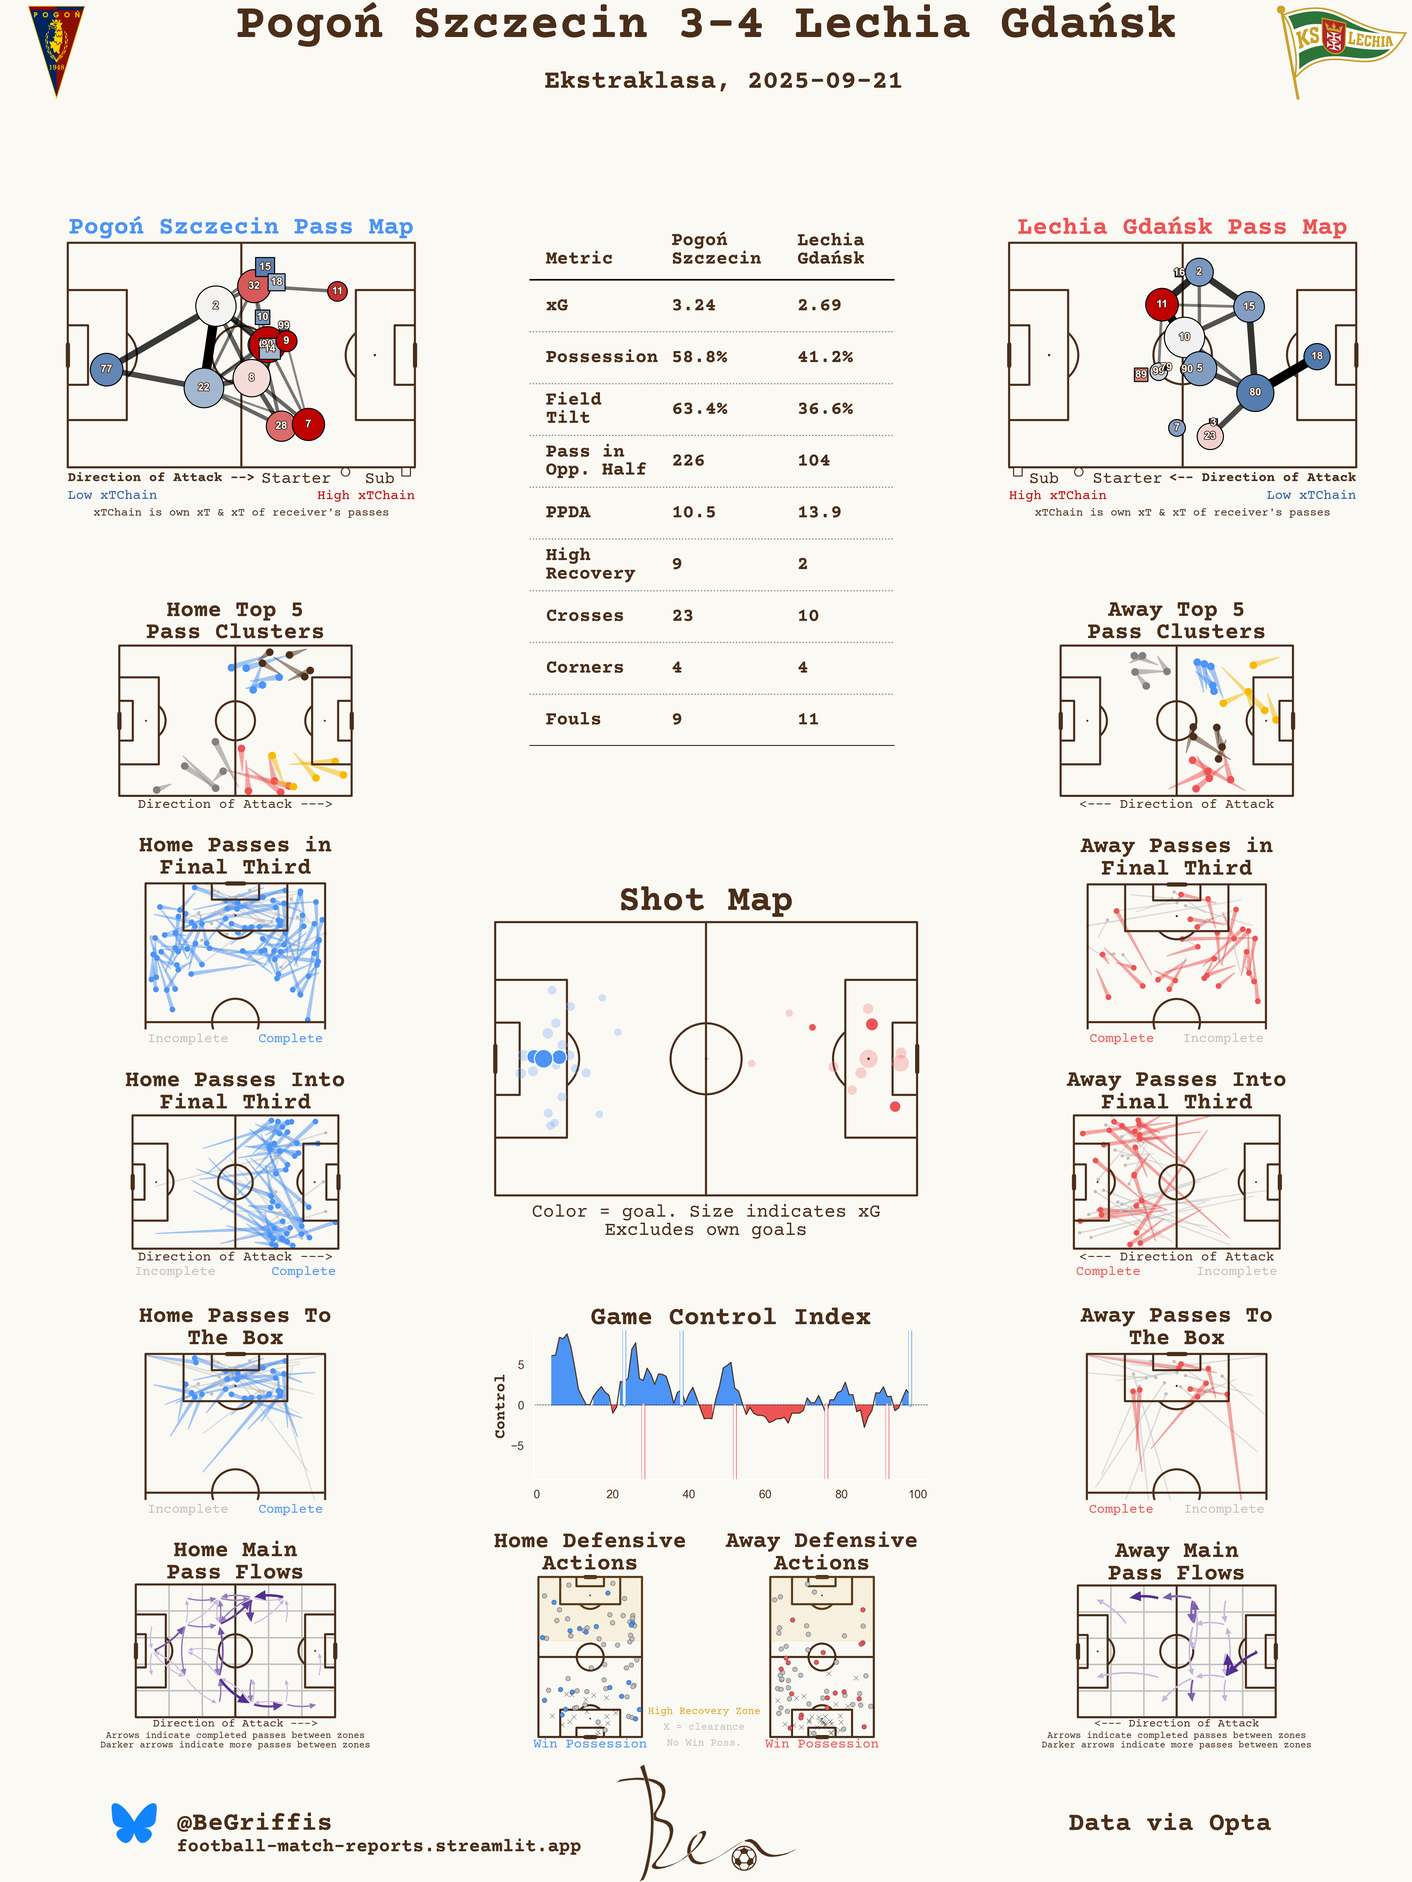 Pogoń Szczecin 3-4 Lechia Gdańsk
Ekstraklasa, 2025-09-21
POGOŃ
1948
KS LECHIA
Pogoń Szczecin Pass Map
15
18
32
11
2
10
99
9
14
77
22
8
28
7
Direction of Attack --> Starter Sub
Low xTChain High xTChain
xTChain is own xT & xT of receiver's passes
Metric Pogoń Szczecin Lechia Gdańsk
xG 3.24 2.69
Possession 58.8% 41.2%
Field Tilt 63.4% 36.6%
Pass in Opp. Half 226 104
PPDA 10.5 13.9
High Recovery 9 2
Crosses 23 10
Corners 4 4
Fouls 9 11
Lechia Gdańsk Pass Map
16
2
11
15
10
18
89
99
79
90
5
80
7
3
23
Sub Starter <-- Direction of Attack
High xTChain Low xTChain
xTChain is own xT & xT of receiver's passes
Home Top 5
Pass Clusters
Direction of Attack --->
Away Top 5
Pass Clusters
<--- Direction of Attack
Home Passes in
Final Third
Incomplete Complete
Away Passes in
Final Third
Complete Incomplete
Shot Map
Color = goal. Size indicates xG
Excludes own goals
Home Passes Into
Final Third
Direction of Attack --->
Incomplete Complete
Away Passes Into
Final Third
<--- Direction of Attack
Complete Incomplete
Home Passes To
The Box
Incomplete Complete
Game Control Index
Control
5
0
−5
0 20 40 60 80 100
Away Passes To
The Box
Complete Incomplete
Home Main
Pass Flows
Direction of Attack --->
Arrows indicate completed passes between zones
Darker arrows indicate more passes between zones
Home Defensive
Actions
Win Possession
High Recovery Zone
X = clearance
No Win Poss.
Away Defensive
Actions
Win Possession
Away Main
Pass Flows
<--- Direction of Attack
Arrows indicate completed passes between zones
Darker arrows indicate more passes between zones
@BeGriffis
football-match-reports.streamlit.app
Ben
Data via Opta